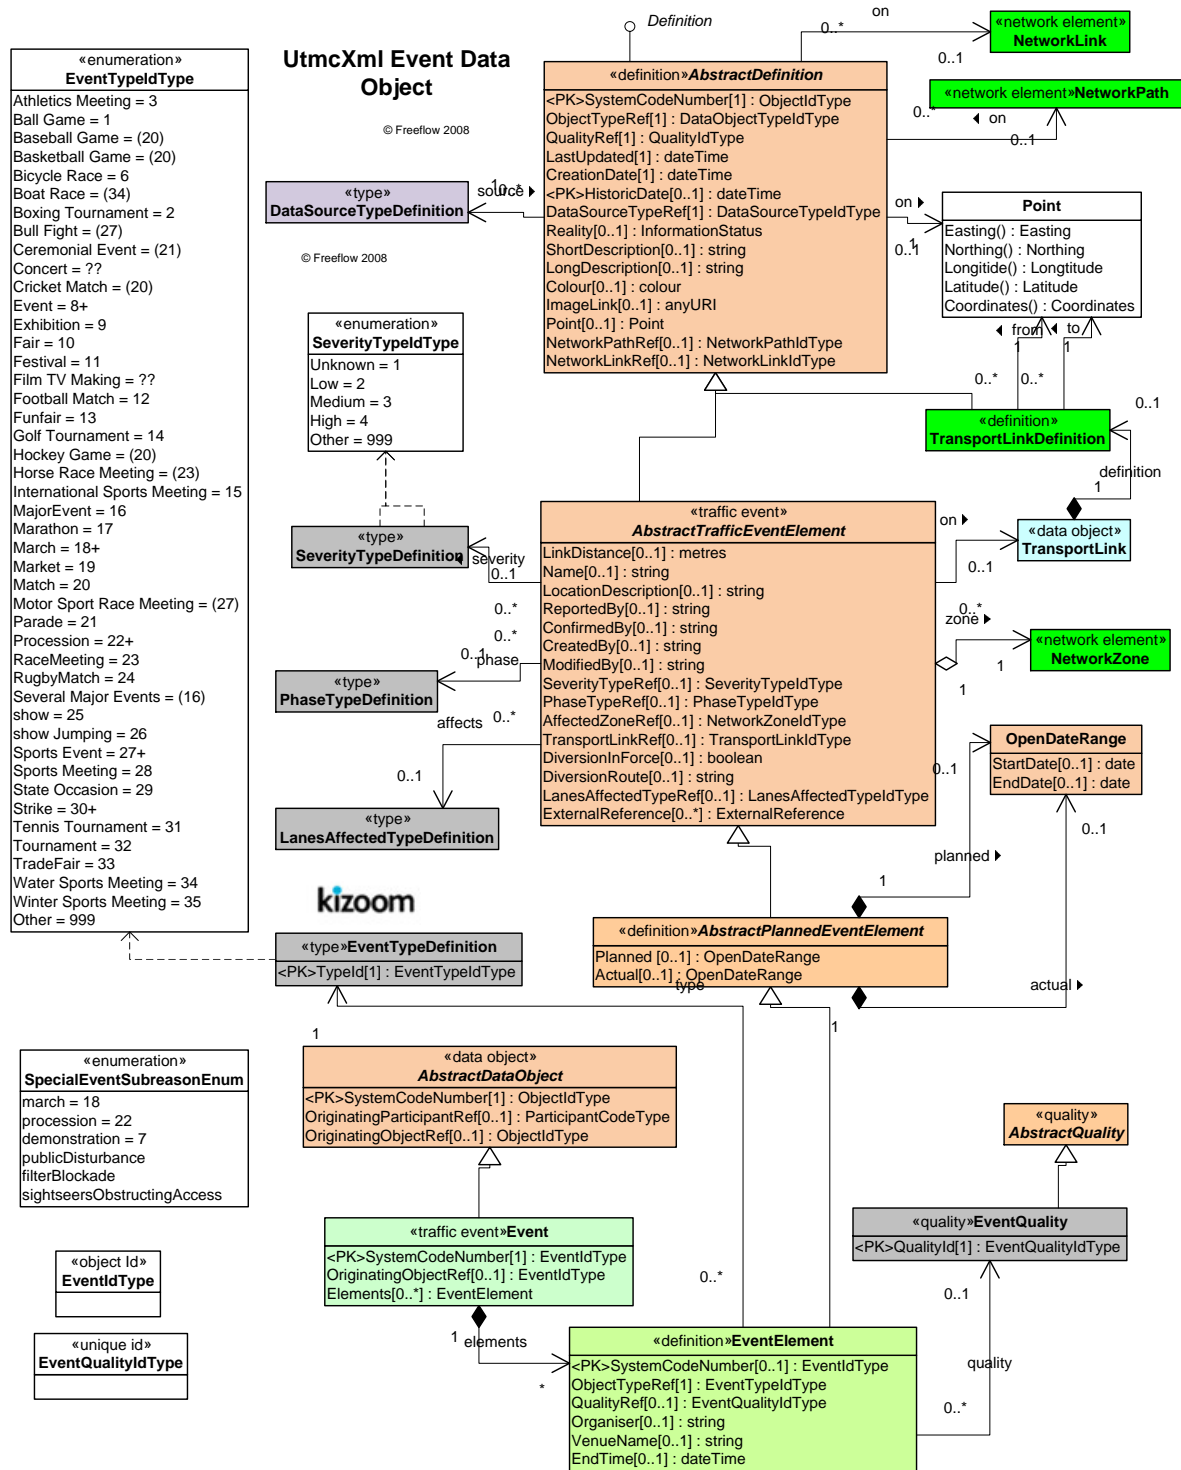 UtmcXml Event Data
Object
© Freeflow 2008
© Freeflow 2008
«enumeration»
EventTypeIdType
Athletics Meeting = 3
Ball Game = 1
Baseball Game = (20)
Basketball Game = (20)
Bicycle Race = 6
Boat Race = (34)
Boxing Tournament = 2
Bull Fight = (27)
Ceremonial Event = (21)
Concert = ??
Cricket Match = (20)
Event = 8+
Exhibition = 9
Fair = 10
Festival = 11
Film TV Making = ??
Football Match = 12
Funfair = 13
Golf Tournament = 14
Hockey Game = (20)
Horse Race Meeting = (23)
International Sports Meeting = 15
MajorEvent = 16
Marathon = 17
March = 18+
Market = 19
Match = 20
Motor Sport Race Meeting = (27)
Parade = 21
Procession = 22+
RaceMeeting = 23
RugbyMatch = 24
Several Major Events = (16)
show = 25
show Jumping = 26
Sports Event = 27+
Sports Meeting = 28
State Occasion = 29
Strike = 30+
Tennis Tournament = 31
Tournament = 32
TradeFair = 33
Water Sports Meeting = 34
Winter Sports Meeting = 35
Other = 999
Definition
«definition»AbstractDefinition
<PK>SystemCodeNumber[1] : ObjectIdType
ObjectTypeRef[1] : DataObjectTypeIdType
QualityRef[1] : QualityIdType
LastUpdated[1] : dateTime
CreationDate[1] : dateTime
<PK>HistoricDate[0..1] : dateTime
DataSourceTypeRef[1] : DataSourceTypeIdType
Reality[0..1] : InformationStatus
ShortDescription[0..1] : string
LongDescription[0..1] : string
Colour[0..1] : colour
ImageLink[0..1] : anyURI
Point[0..1] : Point
NetworkPathRef[0..1] : NetworkPathIdType
NetworkLinkRef[0..1] : NetworkLinkIdType
on
0..*
0..1
«network element»
NetworkLink
«network element»NetworkPath
0..*
on
0..1
«type»
DataSourceTypeDefinition
source
0..*
on
0..1
Point
Easting() : Easting
Northing() : Northing
Longitide() : Longtitude
Latitude() : Latitude
Coordinates() : Coordinates
from
1
to
1
0..*
0..*
«definition»
TransportLinkDefinition
0..1
definition
1
«data object»
TransportLink
«enumeration»
SeverityTypeIdType
Unknown = 1
Low = 2
Medium = 3
High = 4
Other = 999
«type»
SeverityTypeDefinition
severity
0..1
0..*
«traffic event»
AbstractTrafficEventElement
LinkDistance[0..1] : metres
Name[0..1] : string
LocationDescription[0..1] : string
ReportedBy[0..1] : string
ConfirmedBy[0..1] : string
CreatedBy[0..1] : string
ModifiedBy[0..1] : string
SeverityTypeRef[0..1] : SeverityTypeIdType
PhaseTypeRef[0..1] : PhaseTypeIdType
AffectedZoneRef[0..1] : NetworkZoneIdType
TransportLinkRef[0..1] : TransportLinkIdType
DiversionInForce[0..1] : boolean
DiversionRoute[0..1] : string
LanesAffectedTypeRef[0..1] : LanesAffectedTypeIdType
ExternalReference[0..*] : ExternalReference
on
0..1
0..*
zone
1
1
«network element»
NetworkZone
0..*
0..1
phase
«type»
PhaseTypeDefinition
affects
0..*
0..1
«type»
LanesAffectedTypeDefinition
OpenDateRange
StartDate[0..1] : date
EndDate[0..1] : date
0..1
0..1
planned
1
kizoom
«type»EventTypeDefinition
<PK>TypeId[1] : EventTypeIdType
«definition»AbstractPlannedEventElement
Planned [0..1] : OpenDateRange
Actual[0..1] : OpenDateRange
type
actual
1
1
«enumeration»
SpecialEventSubreasonEnum
march = 18
procession = 22
demonstration = 7
publicDisturbance
filterBlockade
sightseersObstructingAccess
«data object»
AbstractDataObject
<PK>SystemCodeNumber[1] : ObjectIdType
OriginatingParticipantRef[0..1] : ParticipantCodeType
OriginatingObjectRef[0..1] : ObjectIdType
«quality»
AbstractQuality
«traffic event»Event
<PK>SystemCodeNumber[1] : EventIdType
OriginatingObjectRef[0..1] : EventIdType
Elements[0..*] : EventElement
«quality»EventQuality
<PK>QualityId[1] : EventQualityIdType
«object Id»
EventIdType
0..*
0..1
«unique id»
EventQualityIdType
1
elements
*
«definition»EventElement
<PK>SystemCodeNumber[0..1] : EventIdType
ObjectTypeRef[1] : EventTypeIdType
QualityRef[0..1] : EventQualityIdType
Organiser[0..1] : string
VenueName[0..1] : string
EndTime[0..1] : dateTime
quality
0..*